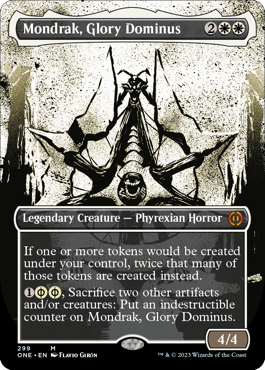 Mondrak, Glory Dominus 2
Legendary Creature — Phyrexian Horror
If one or more tokens would be created
under your control, twice that many of
those tokens are created instead.
1, Sacrifice two other artifacts
and/or creatures: Put an indestructible
counter on Mondrak, Glory Dominus.
4/4
299 M
ONE • EN Flavio Girón
™ & © 2023 Wizards of the Coast